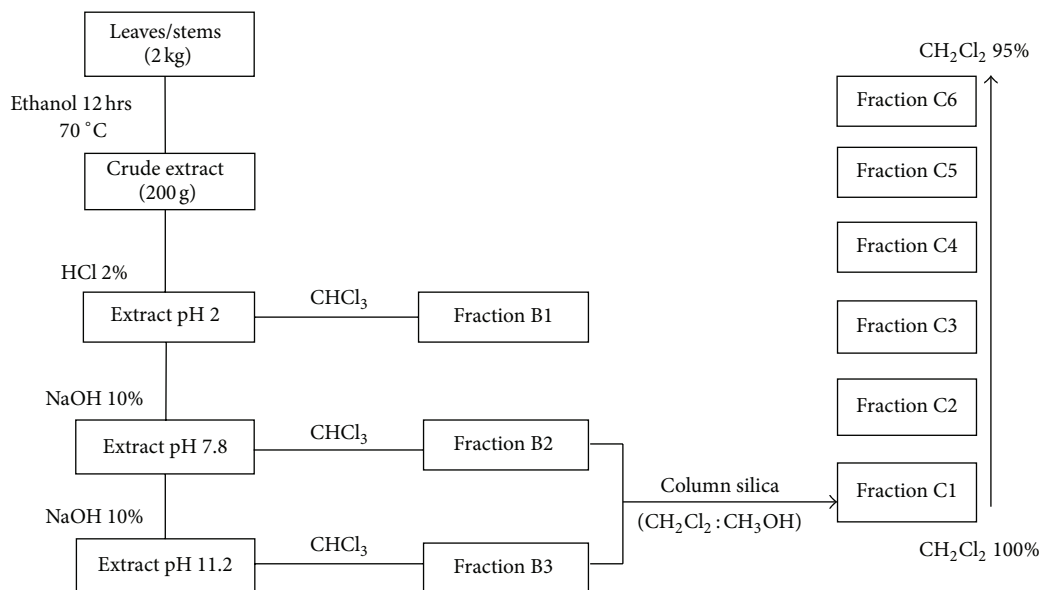 Leaves/stems
(2 kg)
Ethanol 12 hrs
70 °C
Crude extract
(200 g)
HCl 2%
Extract pH 2
CHCl₃
Fraction B1
NaOH 10%
Extract pH 7.8
CHCl₃
Fraction B2
NaOH 10%
Extract pH 11.2
CHCl₃
Fraction B3
Column silica
(CH₂Cl₂ : CH₃OH)
CH₂Cl₂ 95%
Fraction C6
Fraction C5
Fraction C4
Fraction C3
Fraction C2
Fraction C1
CH₂Cl₂ 100%